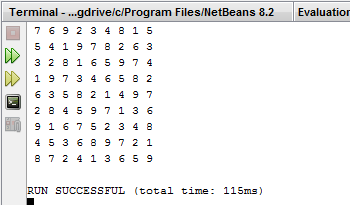 Terminal - ...gdrive/c/Program Files/NetBeans 8.2
Evaluation
7 6 9 2 3 4 8 1 5
5 4 1 9 7 8 2 6 3
3 2 8 1 6 5 9 7 4
1 9 7 3 4 6 5 8 2
6 3 5 8 2 1 4 9 7
2 8 4 5 9 7 1 3 6
9 1 6 7 5 2 3 4 8
4 5 3 6 8 9 7 2 1
8 7 2 4 1 3 6 5 9
RUN SUCCESSFUL (total time: 115ms)